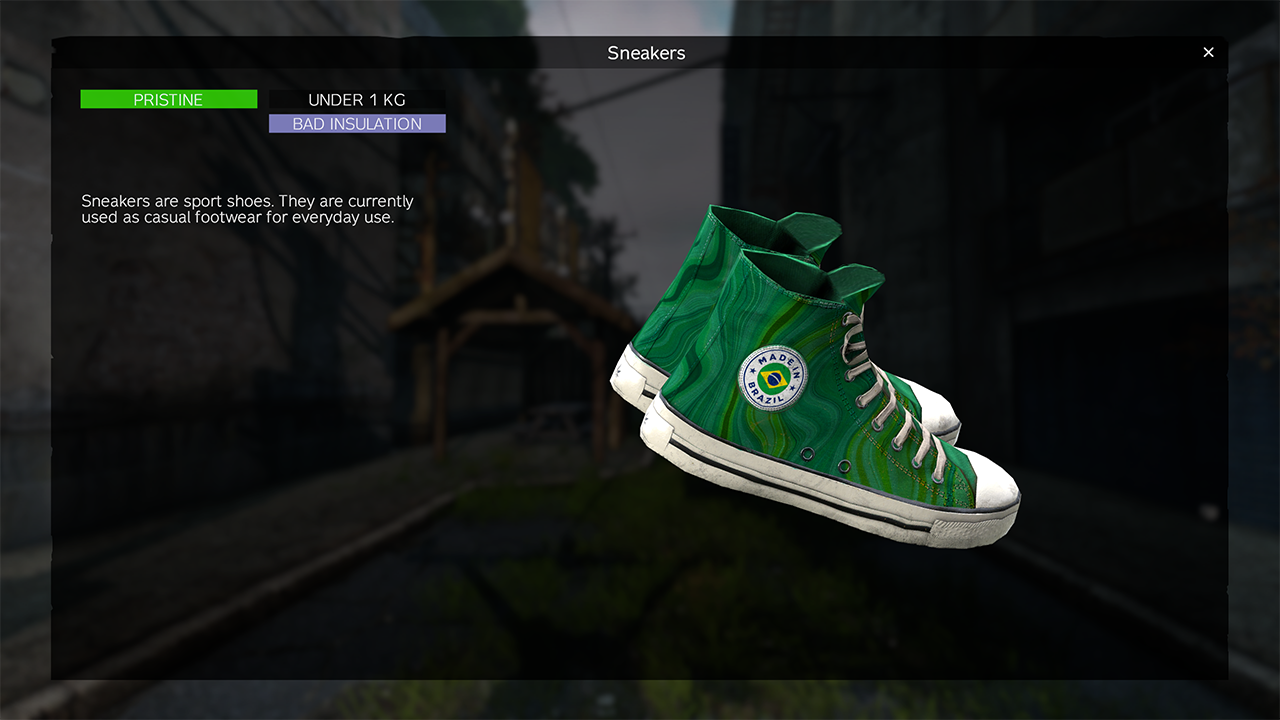 Sneakers
PRISTINE
UNDER 1 KG
BAD INSULATION
Sneakers are sport shoes. They are currently
used as casual footwear for everyday use.
MADE IN
BRAZIL